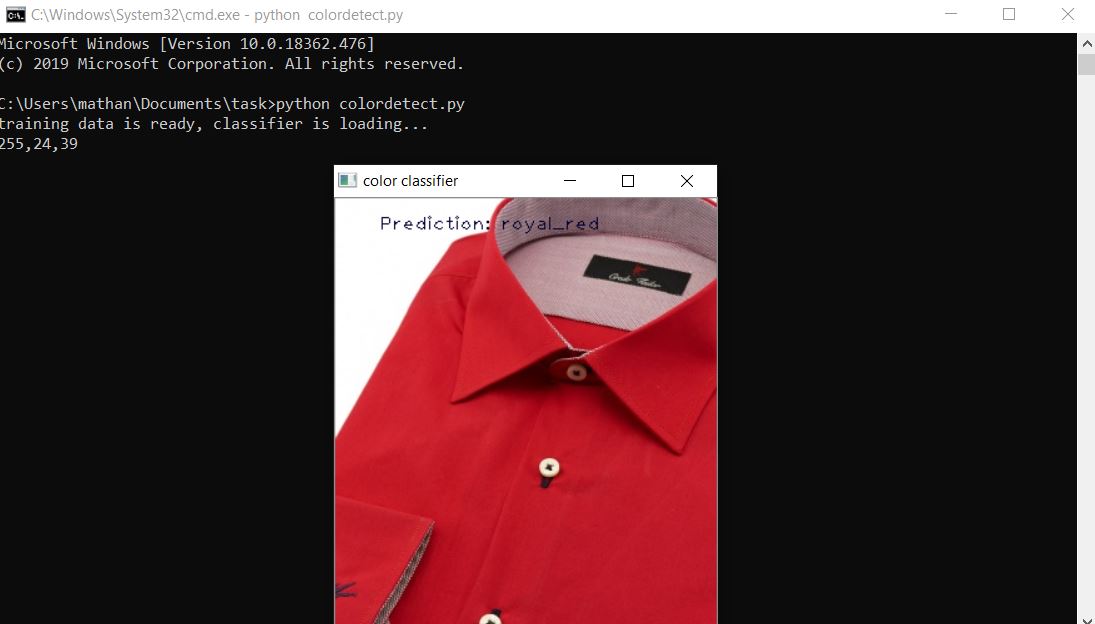 C:\Windows\System32\cmd.exe - python  colordetect.py
Microsoft Windows [Version 10.0.18362.476]
(c) 2019 Microsoft Corporation. All rights reserved.
C:\Users\mathan\Documents\task>python colordetect.py
training data is ready, classifier is loading...
255,24,39
color classifier
Prediction: royal_red